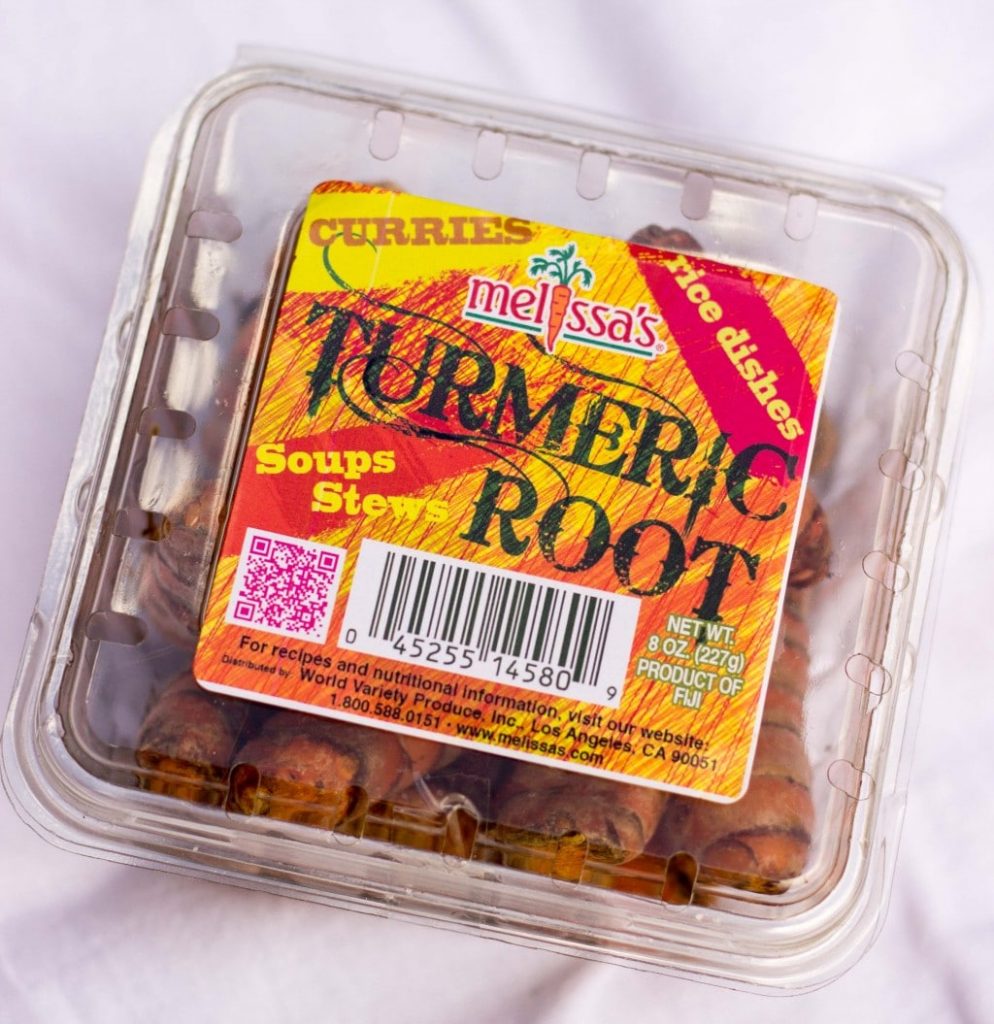 CURRIES
melissa's®
rice dishes
TURMERIC
ROOT
Soups
Stews
0 45255 14580 9
NET WT.
8 OZ. (227g)
PRODUCT OF
FIJI
For recipes and nutritional information, visit our website:
Distributed by: World Variety Produce, Inc., Los Angeles, CA 90051
1.800.588.0151 • www.melissas.com